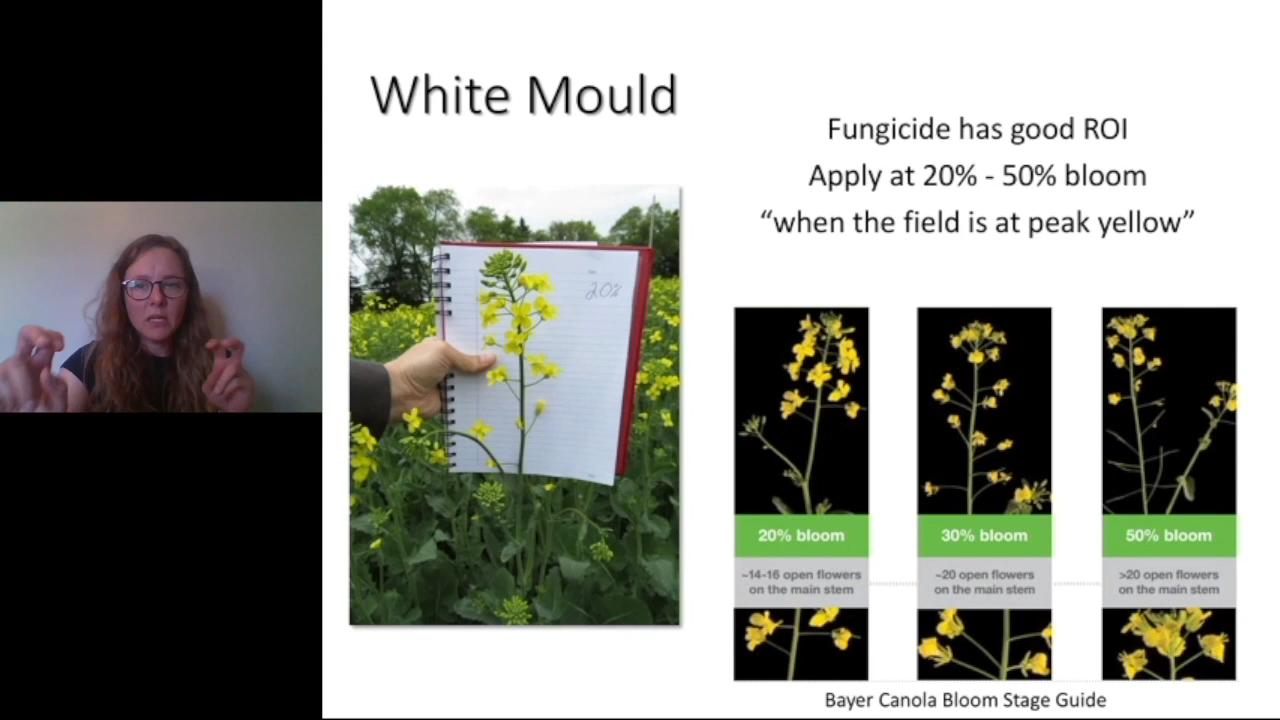 White Mould
Fungicide has good ROI
Apply at 20% - 50% bloom
“when the field is at peak yellow”
20%
20% bloom
~14-16 open flowers
on the main stem
30% bloom
~20 open flowers
on the main stem
50% bloom
>20 open flowers
on the main stem
Bayer Canola Bloom Stage Guide